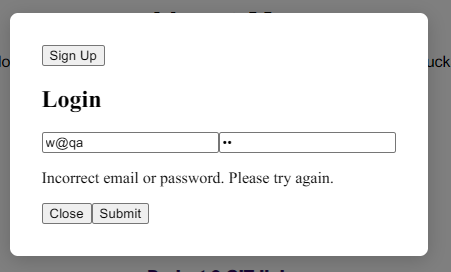 Sign Up
Login
w@qa ••
Incorrect email or password. Please try again.
Close Submit